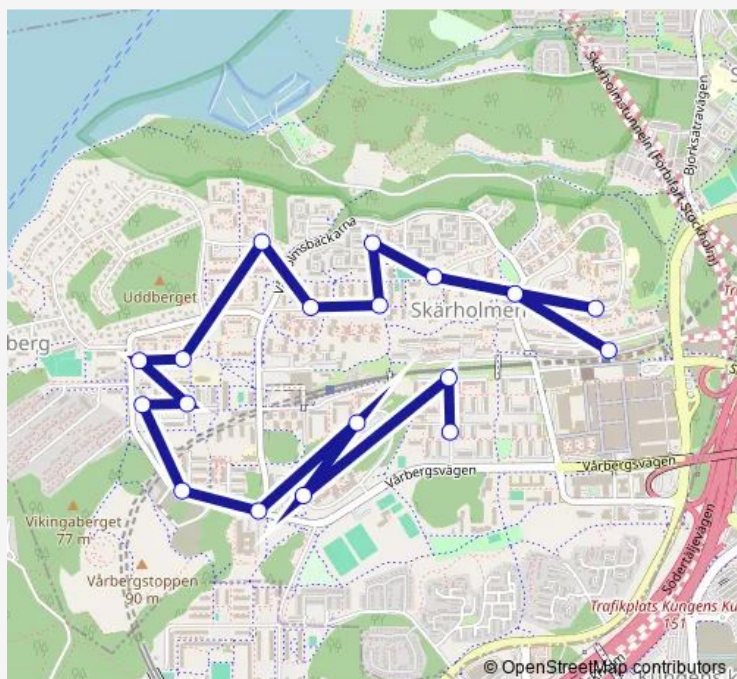 Skärholmstunneln (Förbifart Stockholm)
Bjorksätravägen
Uddberget
Skärholmen
berg
Vårbergsvägen
Vårbergsvägen
Vikingaberget
77 m
Vårbergstoppen
90 m
Södertäljevägen
Trafikplats Kungens Ku
151
© OpenStreetMap contributors